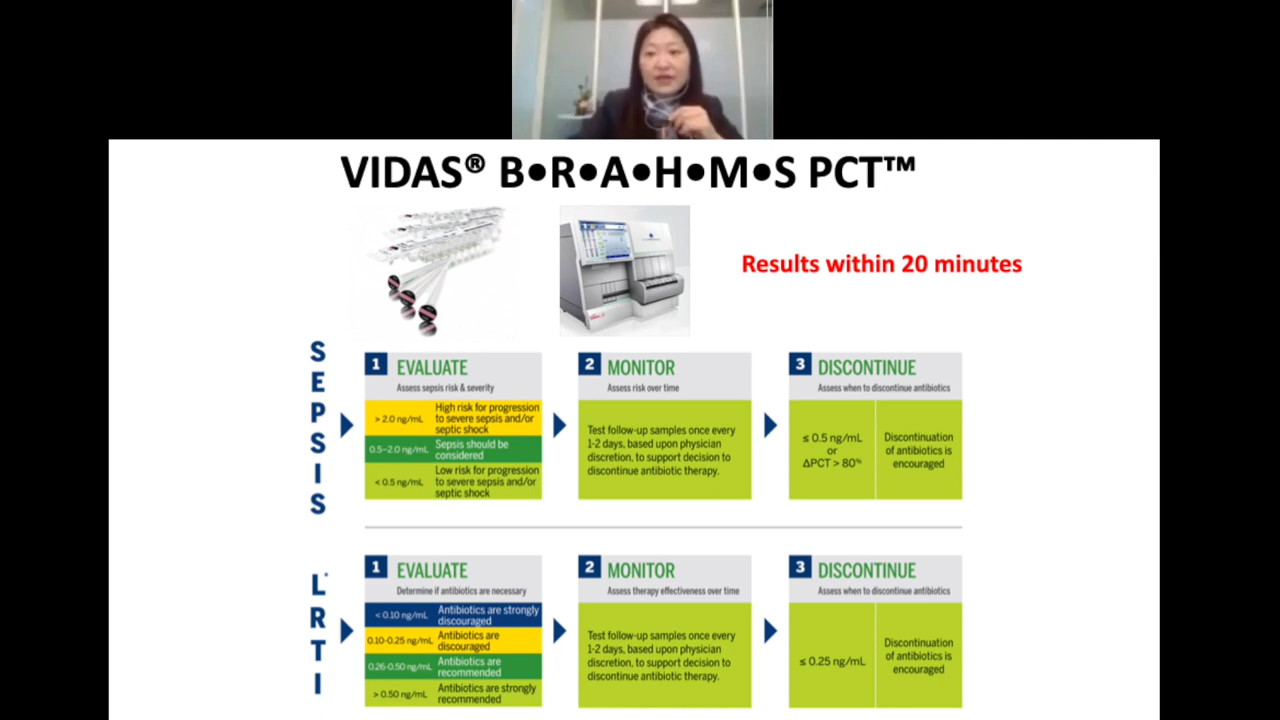 VIDAS® B•R•A•H•M•S PCT™
Results within 20 minutes
SEPSIS
1 EVALUATE
Assess sepsis risk & severity
> 2.0 ng/mL
High risk for progression
to severe sepsis and/or
septic shock
0.5–2.0 ng/mL
Sepsis should be
considered
< 0.5 ng/mL
Low risk for progression
to severe sepsis and/or
septic shock
2 MONITOR
Assess risk over time
Test follow-up samples once every
1-2 days, based upon physician
discretion, to support decision to
discontinue antibiotic therapy.
3 DISCONTINUE
Assess when to discontinue antibiotics
≤ 0.5 ng/mL
or
ΔPCT > 80%
Discontinuation
of antibiotics is
encouraged
L*RTI
1 EVALUATE
Determine if antibiotics are necessary
< 0.10 ng/mL
Antibiotics are strongly
discouraged
0.10-0.25 ng/mL
Antibiotics are
discouraged
0.26-0.50 ng/mL
Antibiotics are
recommended
> 0.50 ng/mL
Antibiotics are strongly
recommended
2 MONITOR
Assess therapy effectiveness over time
Test follow-up samples once every
1-2 days, based upon physician
discretion, to support decision to
discontinue antibiotic therapy.
3 DISCONTINUE
Assess when to discontinue antibiotics
≤ 0.25 ng/mL
Discontinuation
of antibiotics is
encouraged